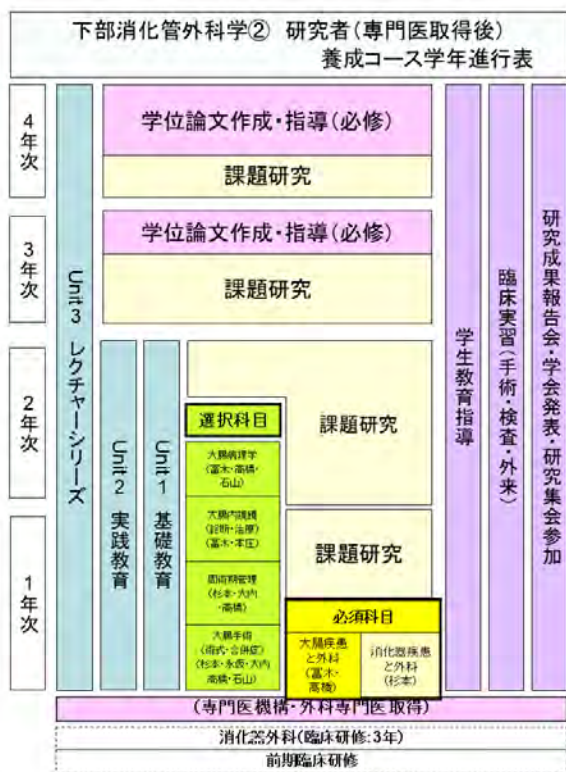 下部消化管外科学② 研究者(専門医取得後)
養成コース学年進行表
4年次
3年次
2年次
1年次
Unit3 レクチャーシリーズ
学位論文作成・指導(必修)
課題研究
学位論文作成・指導(必修)
課題研究
Unit2 実践教育
Unit1 基礎教育
課題研究
選択科目
大腸病理学
(冨木・高橋・
石山)
大腸内視鏡
(診断・治療)
(冨木・本庄)
周術期管理
(杉本・大内
・高橋)
大腸手術
(術式・合併症)
(杉本・永仮・大内
高橋・石山)
課題研究
必須科目
大腸疾患
と外科
(冨木・
高橋)
消化器疾患
と外科
(杉本)
学生教育指導
臨床実習(手術・検査・外来)
研究成果報告会・学会発表・研究集会参加
(専門医機構・外科専門医取得)
消化器外科(臨床研修:3年)
前期臨床研修